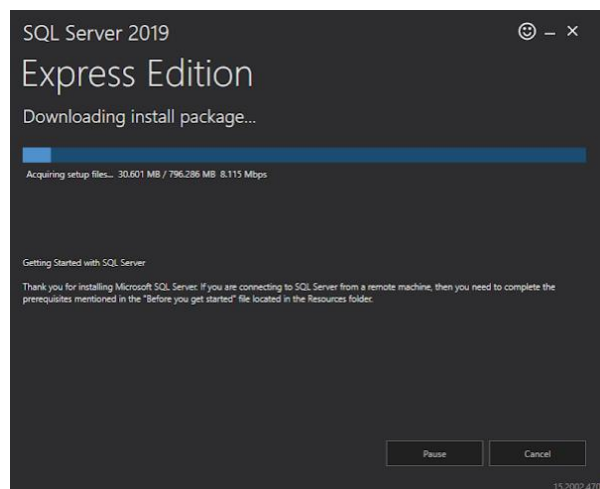 SQL Server 2019
Express Edition
Downloading install package...
Acquiring setup files... 30.601 MB / 796.286 MB 8.115 Mbps
Getting Started with SQL Server
Thank you for installing Microsoft SQL Server. If you are connecting to SQL Server from a remote machine, then you need to complete the
prerequisites mentioned in the "Before you get started" file located in the Resources folder.
Pause Cancel
15.2002.470